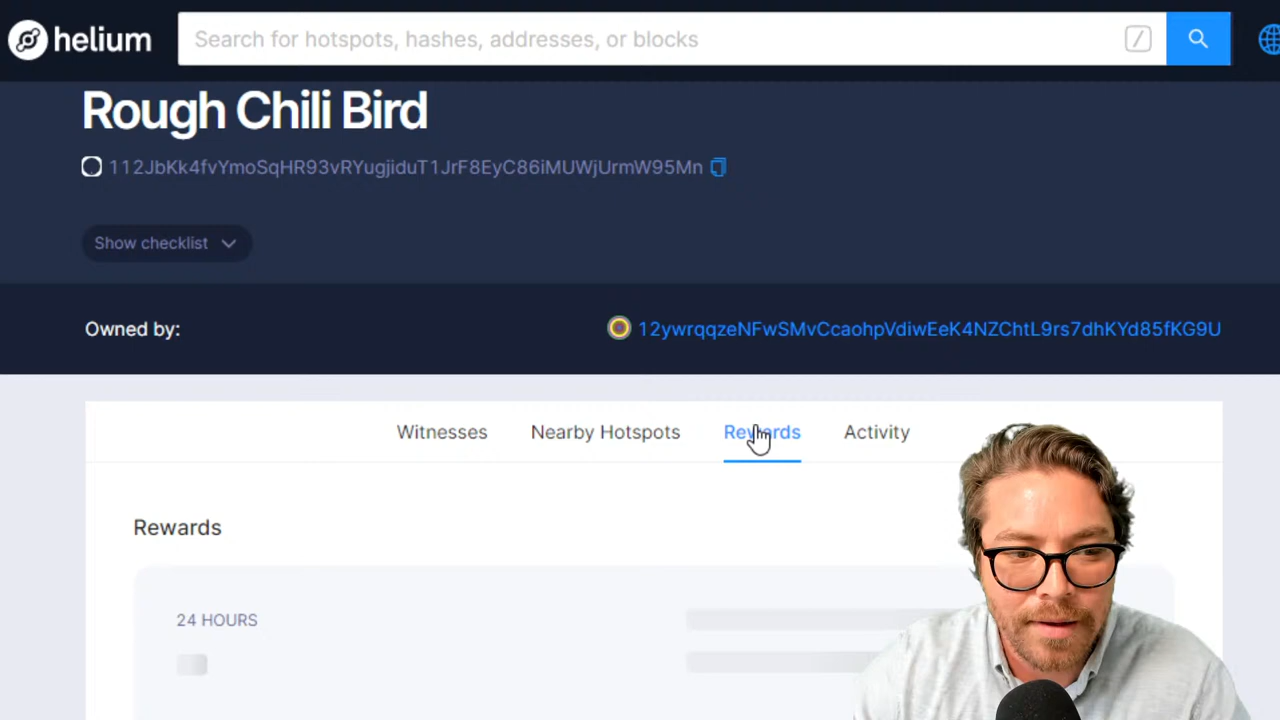 helium
Search for hotspots, hashes, addresses, or blocks
/
Rough Chili Bird
112JbKk4fvYmoSqHR93vRYugjiduT1JrF8EyC86iMUWjUrmW95Mn
Show checklist
Owned by:
12ywrqqzeNFwSMvCcaohpVdiwEeK4NZChtL9rs7dhKYd85fKG9U
Witnesses Nearby Hotspots Rewards Activity
Rewards
24 HOURS